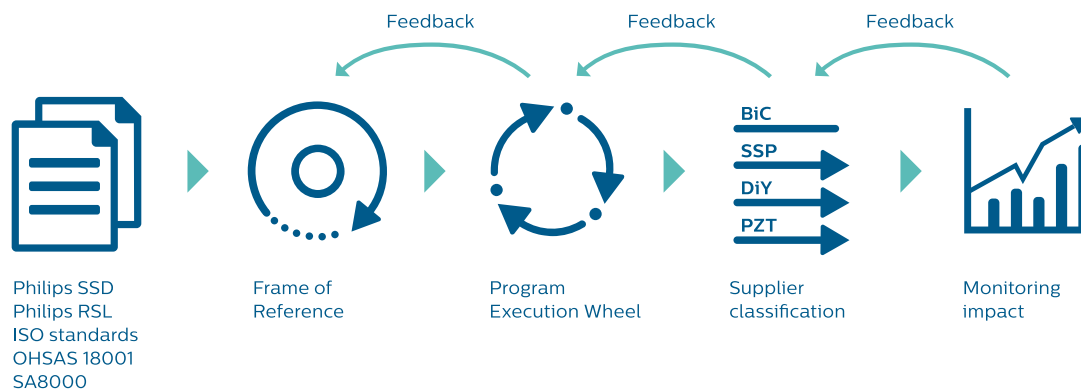 Feedback
Feedback
Feedback
BiC
SSP
DiY
PZT
Philips SSD
Philips RSL
ISO standards
OHSAS 18001
SA8000
Frame of
Reference
Program
Execution Wheel
Supplier
classification
Monitoring
impact